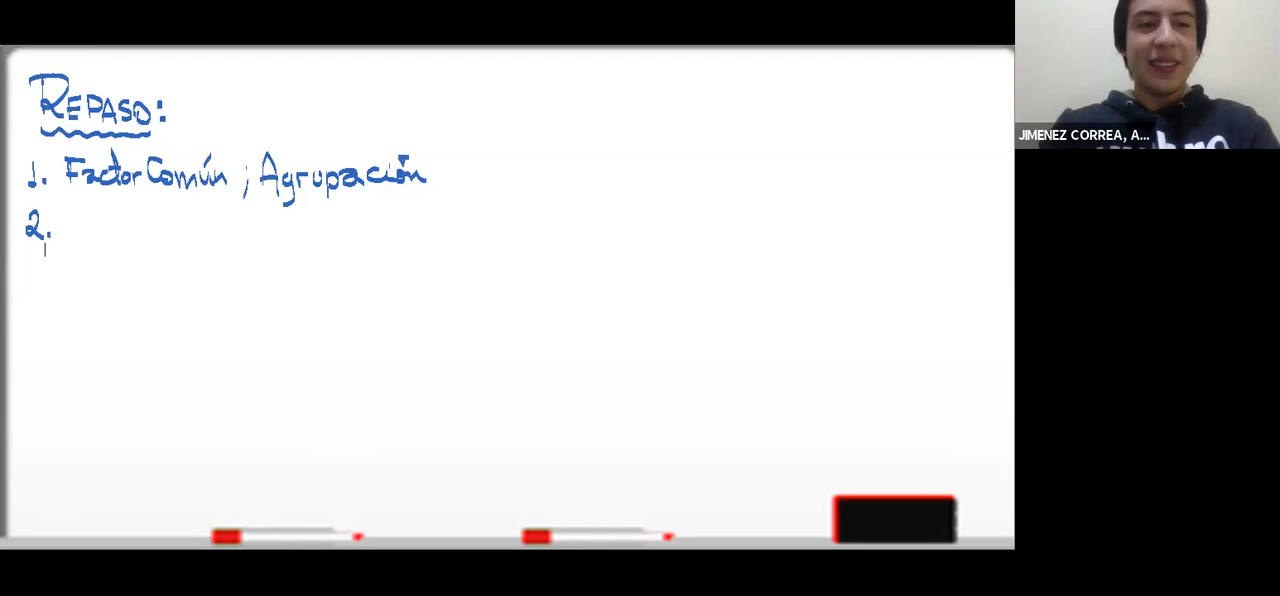 REPASO:
1. Factor Común ; Agrupación
2.
JIMENEZ CORREA, A...